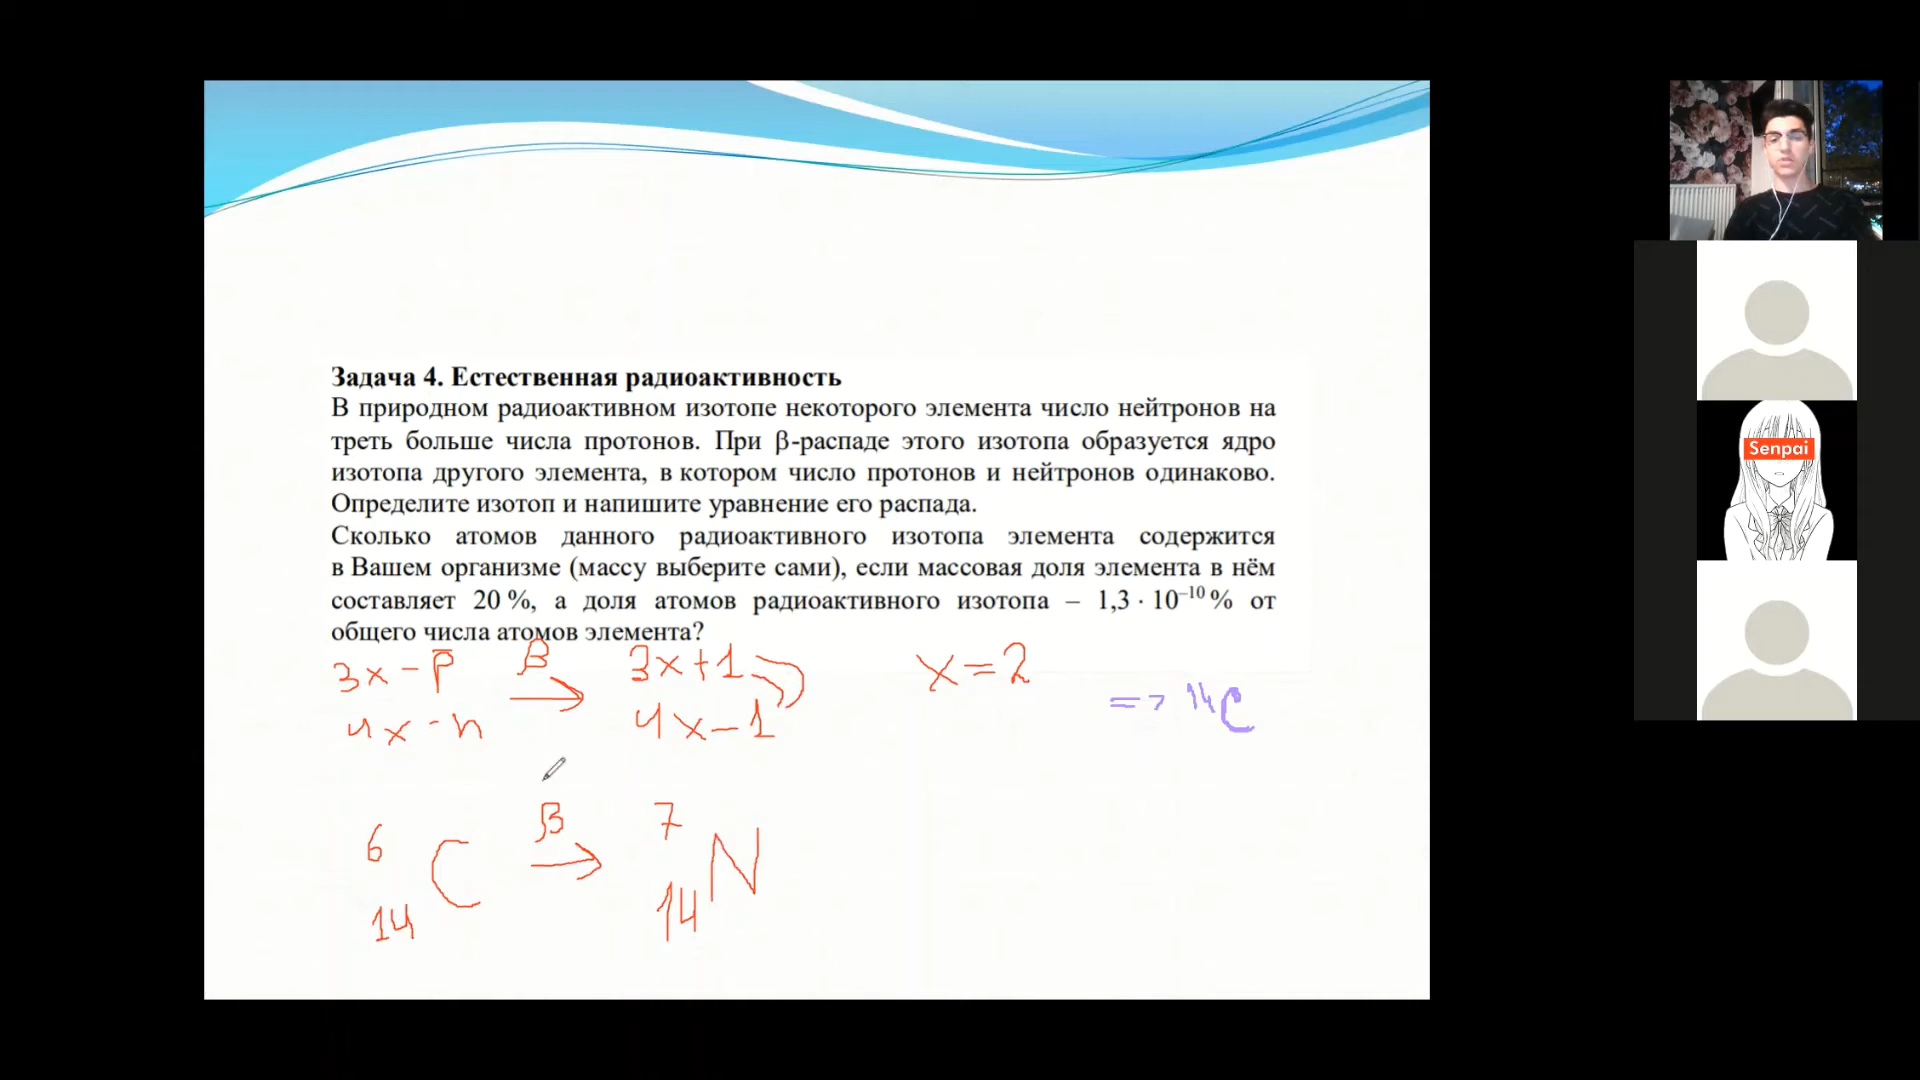 Задача 4. Естественная радиоактивность
В природном радиоактивном изотопе некоторого элемента число нейтронов на
треть больше числа протонов. При β-распаде этого изотопа образуется ядро
изотопа другого элемента, в котором число протонов и нейтронов одинаково.
Определите изотоп и напишите уравнение его распада.
Сколько атомов данного радиоактивного изотопа элемента содержится
в Вашем организме (массу выберите сами), если массовая доля элемента в нём
составляет 20 %, а доля атомов радиоактивного изотопа – 1,3 · 10⁻¹⁰ % от
общего числа атомов элемента?
3x - p̄ β → 3x+1 x=2
4x - n 4x-1 => ¹⁴C
6 β 7
C → N
14 14
Senpai